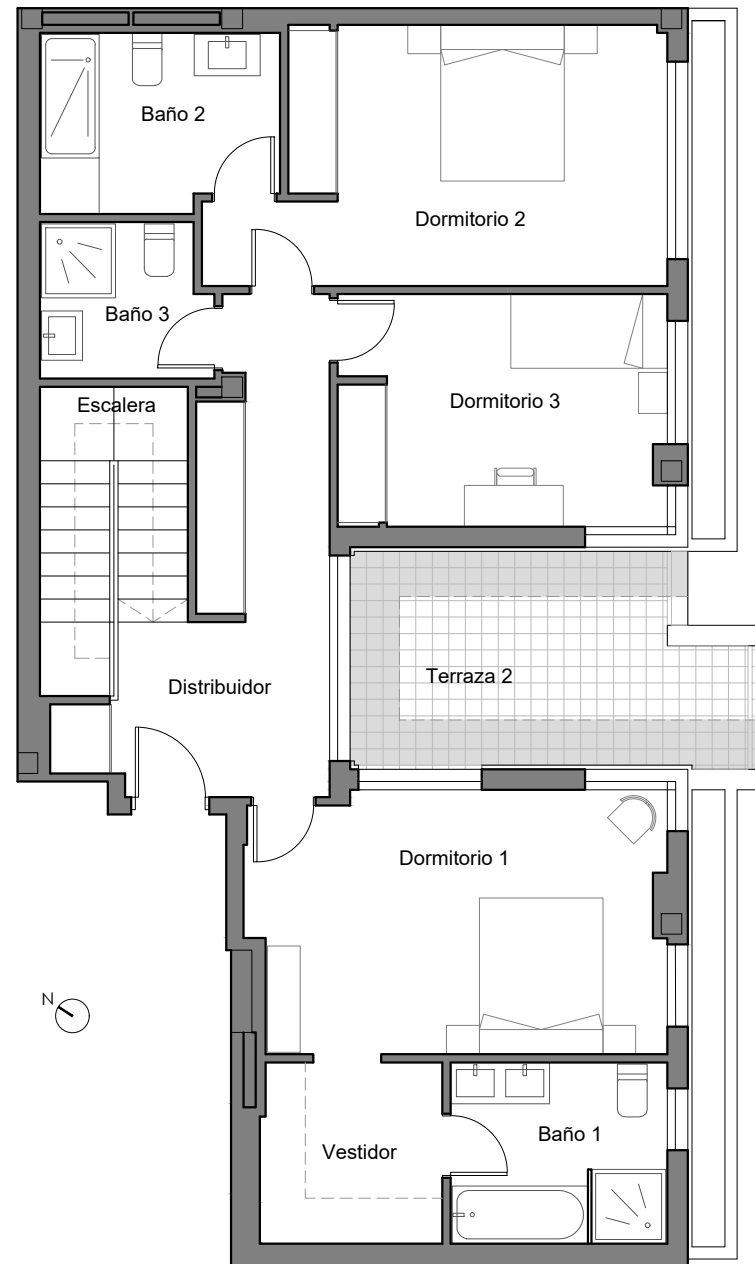 Baño 2
Dormitorio 2
Baño 3
Escalera
Dormitorio 3
Distribuidor
Terraza 2
Dormitorio 1
N
Vestidor
Baño 1